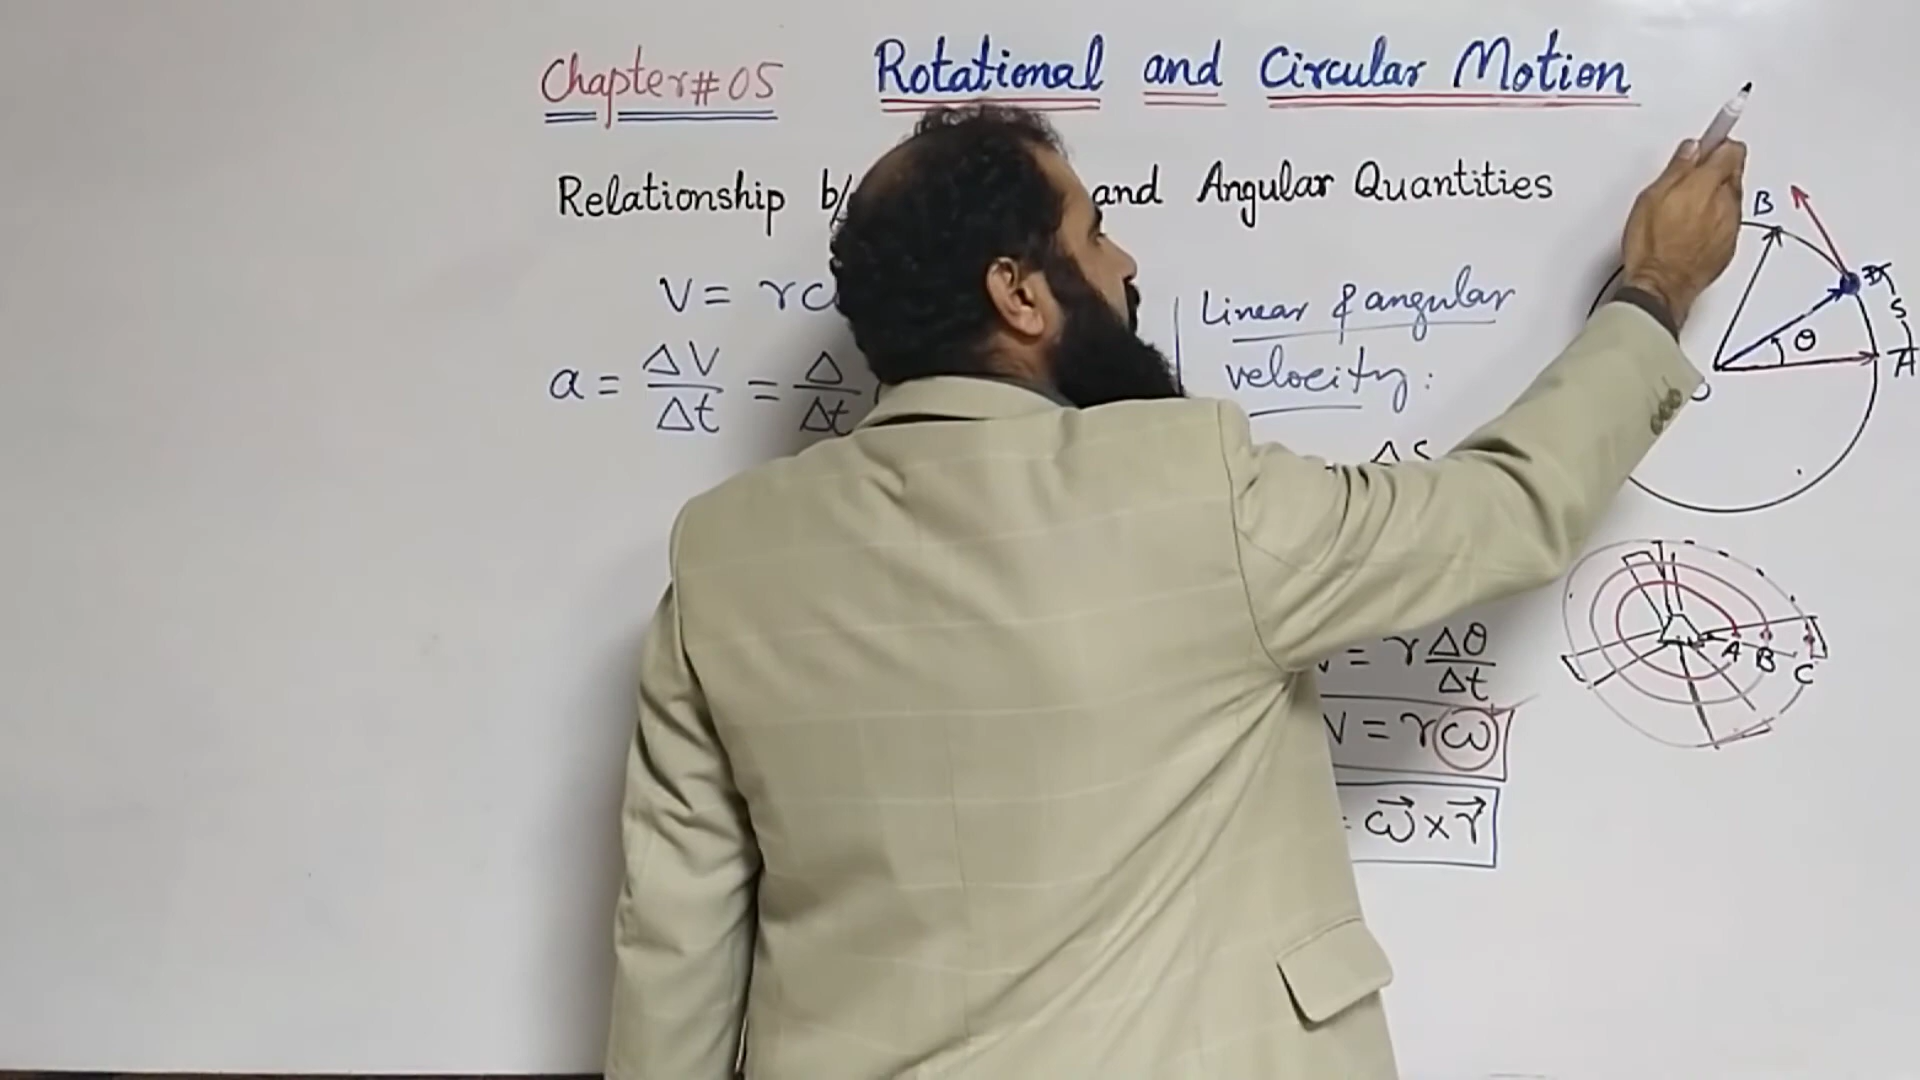 Chapter # 05 Rotational and Circular Motion
Relationship b/ and Angular Quantities
V = r
a = ΔV/Δt = Δ/Δt
Linear & angular
velocity :
ΔS
= r Δθ/Δt
V = rω
= ω⃗ × r⃗
B
θ
S
A
A B C